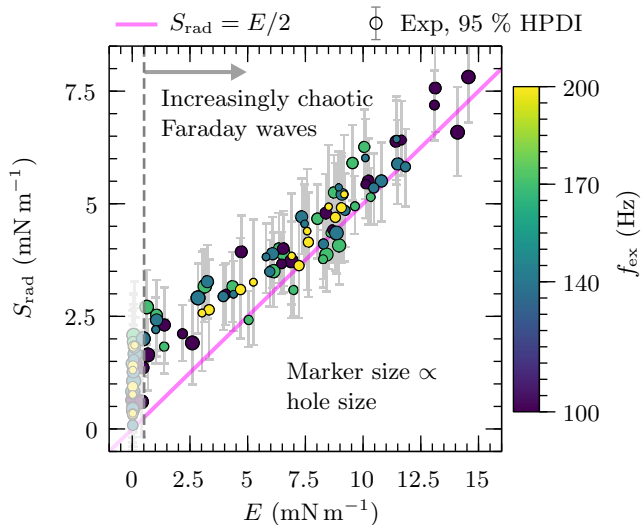 S_rad = E/2
Exp, 95 % HPDI
Increasingly chaotic
Faraday waves
Marker size ∝
hole size
7.5
5
2.5
0
S_rad (mN m⁻¹)
0
2.5
5
7.5
10
12.5
15
E (mN m⁻¹)
200
170
140
100
f_ex (Hz)